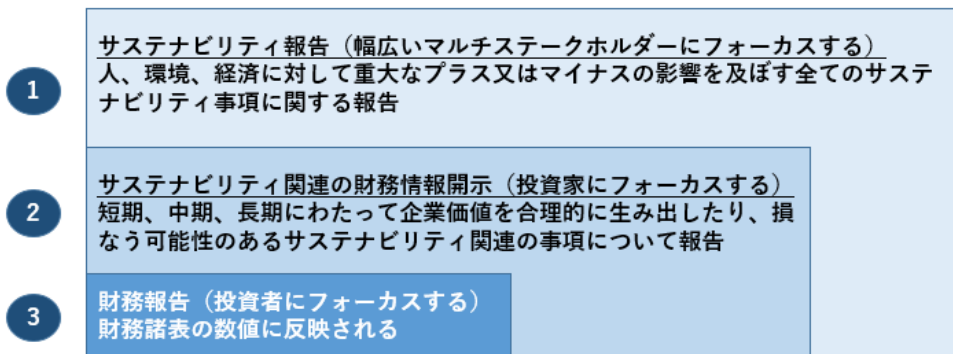 サステナビリティ報告（幅広いマルチステークホルダーにフォーカスする）
1
人、環境、経済に対して重大なプラス又はマイナスの影響を及ぼす全てのサステ
ナビリティ事項に関する報告
サステナビリティ関連の財務情報開示（投資家にフォーカスする）
2
短期、中期、長期にわたって企業価値を合理的に生み出したり、損
なう可能性のあるサステナビリティ関連の事項について報告
財務報告（投資者にフォーカスする）
3
財務諸表の数値に反映される